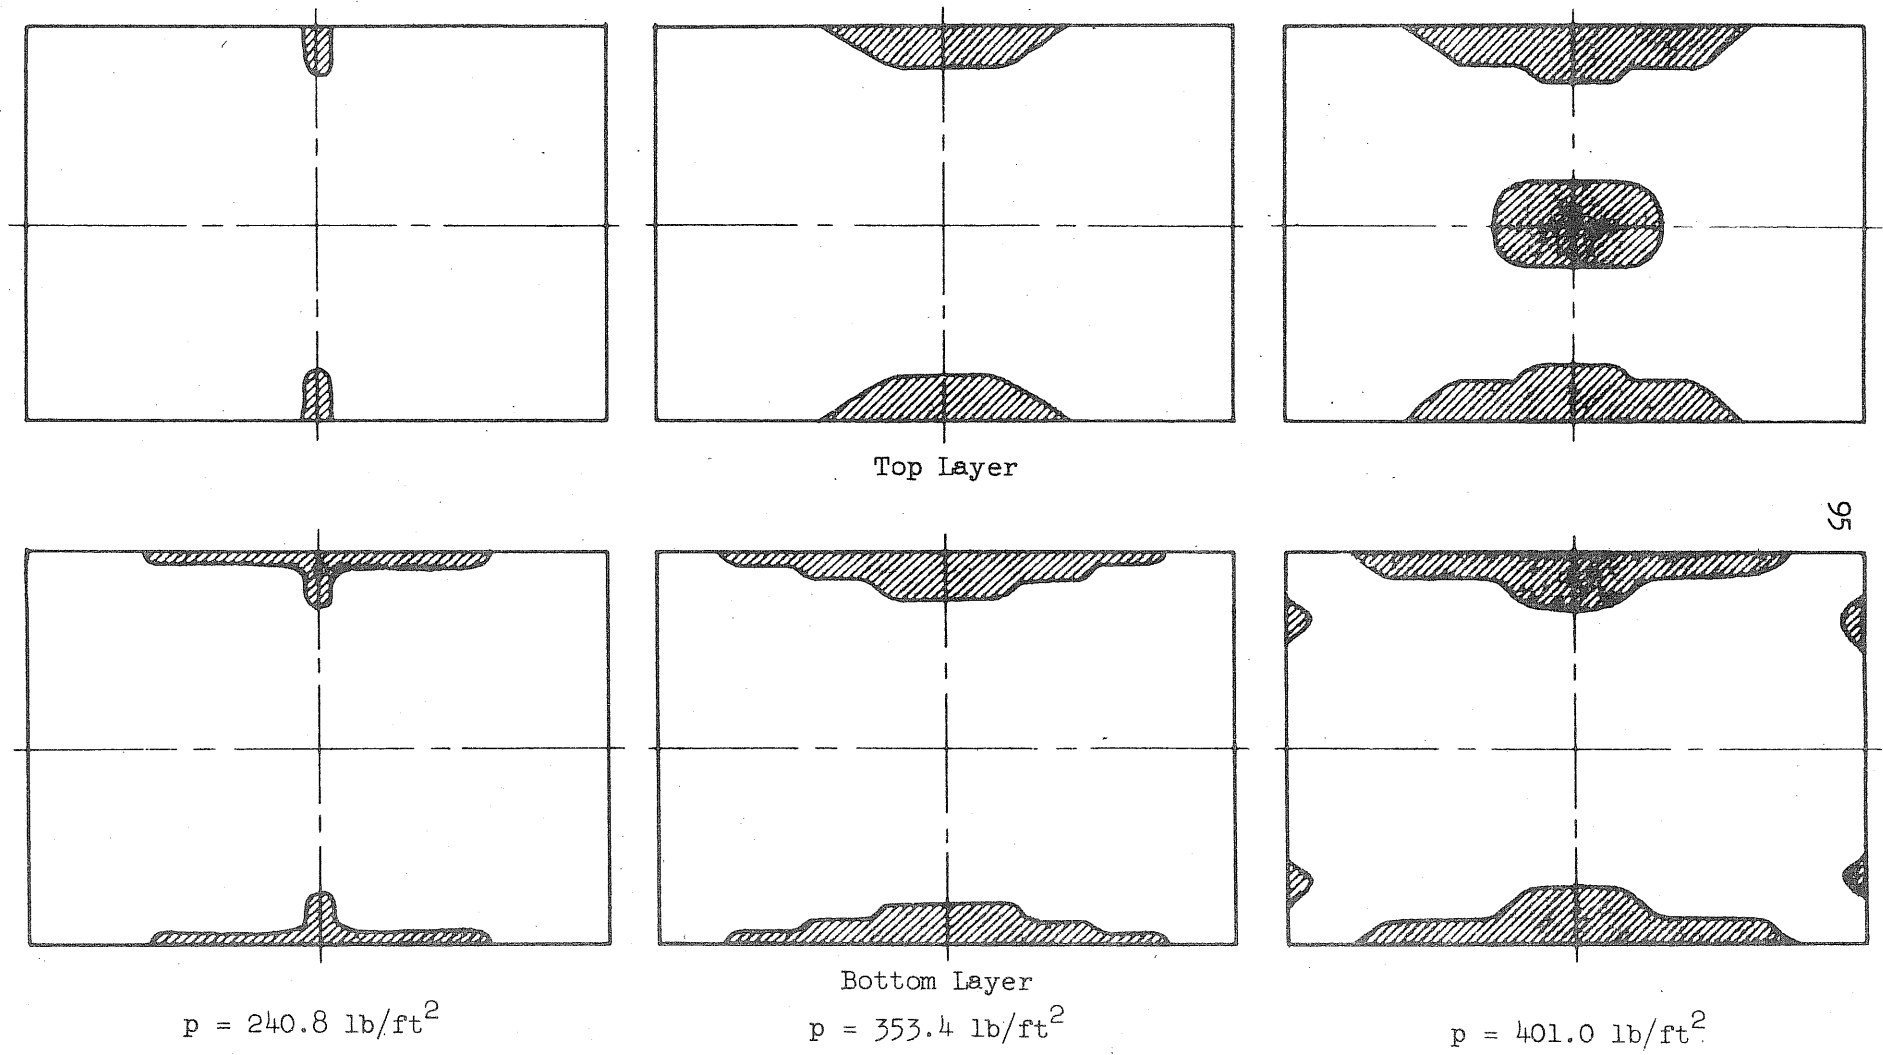 Top Layer
95
Bottom Layer
p = 240.8 lb/ft²
p = 353.4 lb/ft²
p = 401.0 lb/ft²